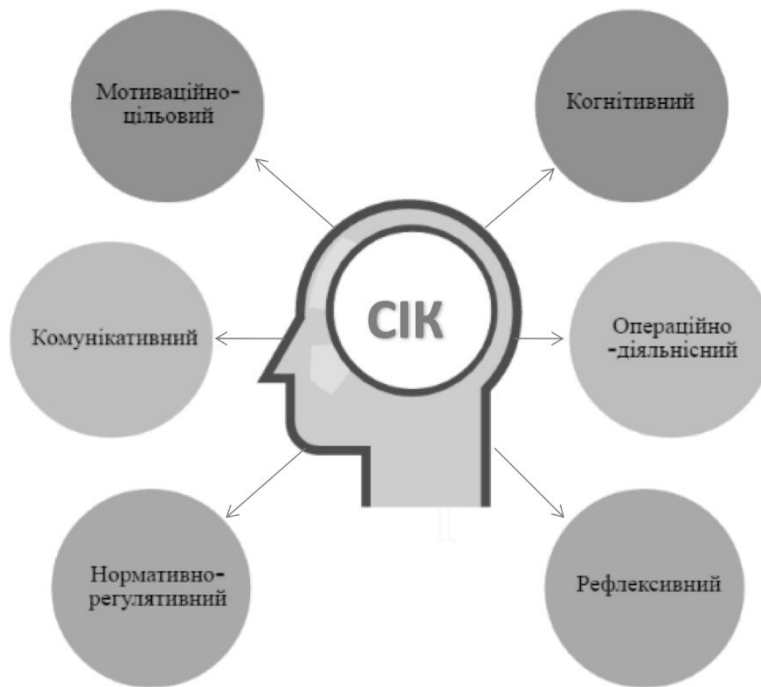 Мотиваційно-
цільовий
Когнітивний
СІК
Комунікативний
Операційно
-діяльнісний
Нормативно-
регулятивний
Рефлексивний